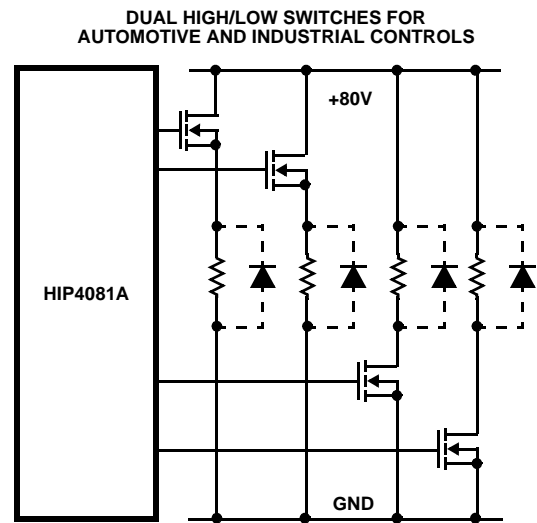 DUAL HIGH/LOW SWITCHES FOR
AUTOMOTIVE AND INDUSTRIAL CONTROLS
+80V
HIP4081A
GND